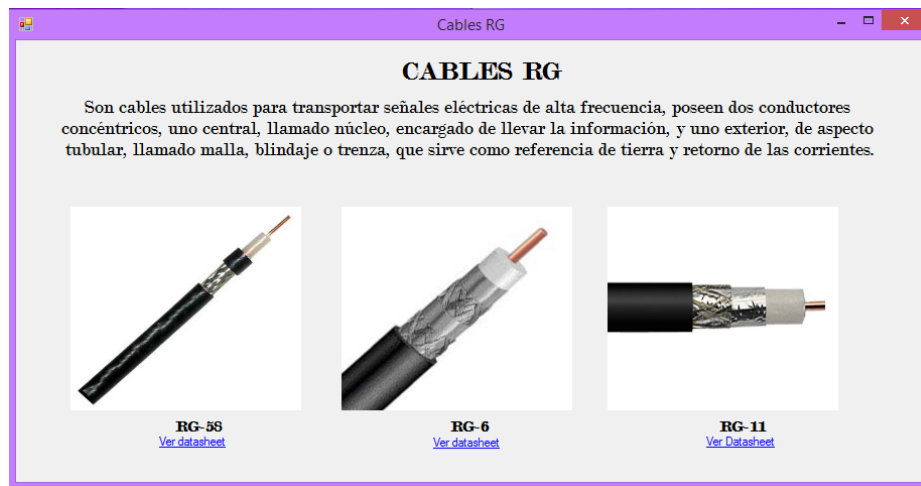 Cables RG
CABLES RG
Son cables utilizados para transportar señales eléctricas de alta frecuencia, poseen dos conductores
concéntricos, uno central, llamado núcleo, encargado de llevar la información, y uno exterior, de aspecto
tubular, llamado malla, blindaje o trenza, que sirve como referencia de tierra y retorno de las corrientes.
RG-58 RG-6 RG-11
Ver datasheet Ver datasheet Ver Datasheet